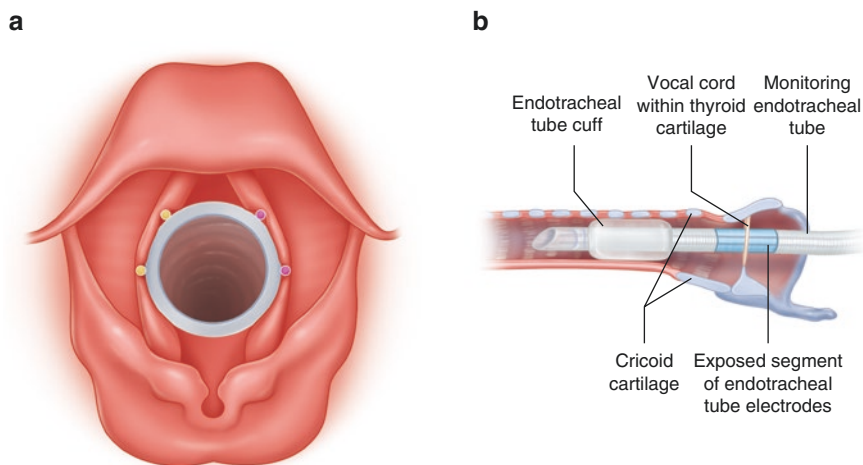 a
b
Endotracheal
tube cuff
Vocal cord
within thyroid
cartilage
Monitoring
endotracheal
tube
Cricoid
cartilage
Exposed segment
of endotracheal
tube electrodes